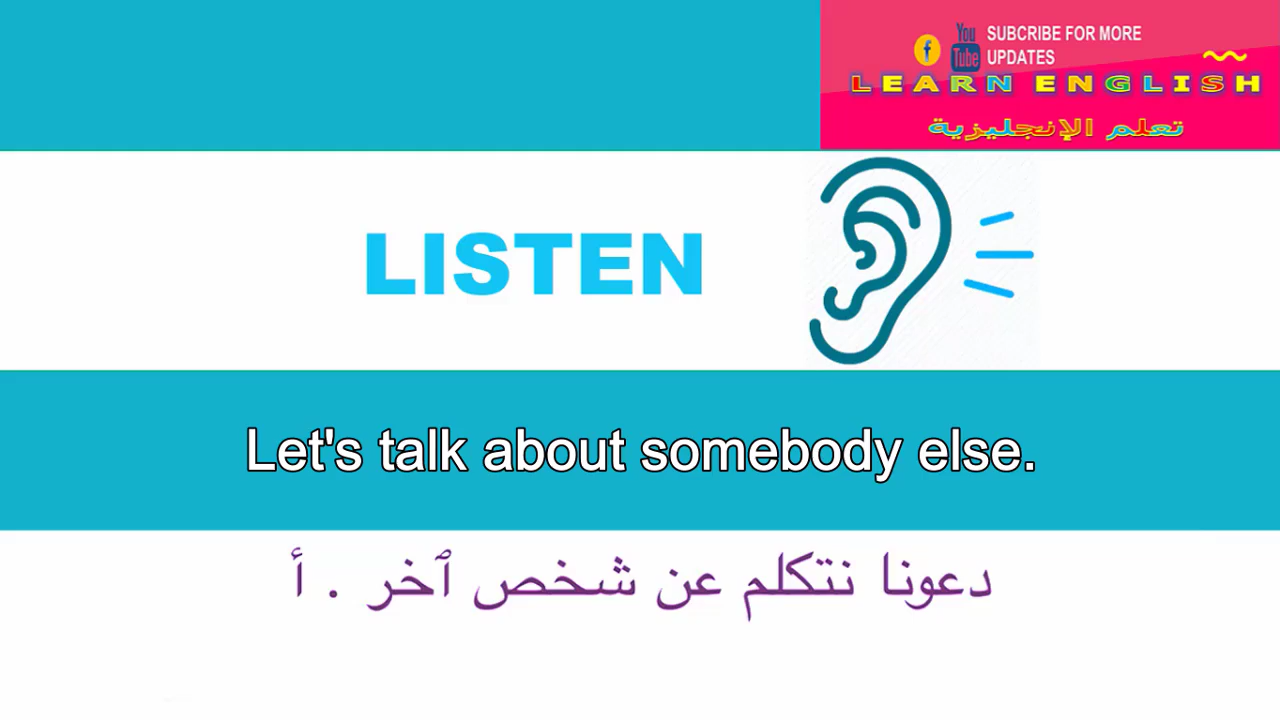 f You Tube SUBCRIBE FOR MORE UPDATES
LEARN ENGLISH
تعلم الإنجليزية
LISTEN
Let's talk about somebody else.
دعونا نتكلم عن شخص آخر . أ